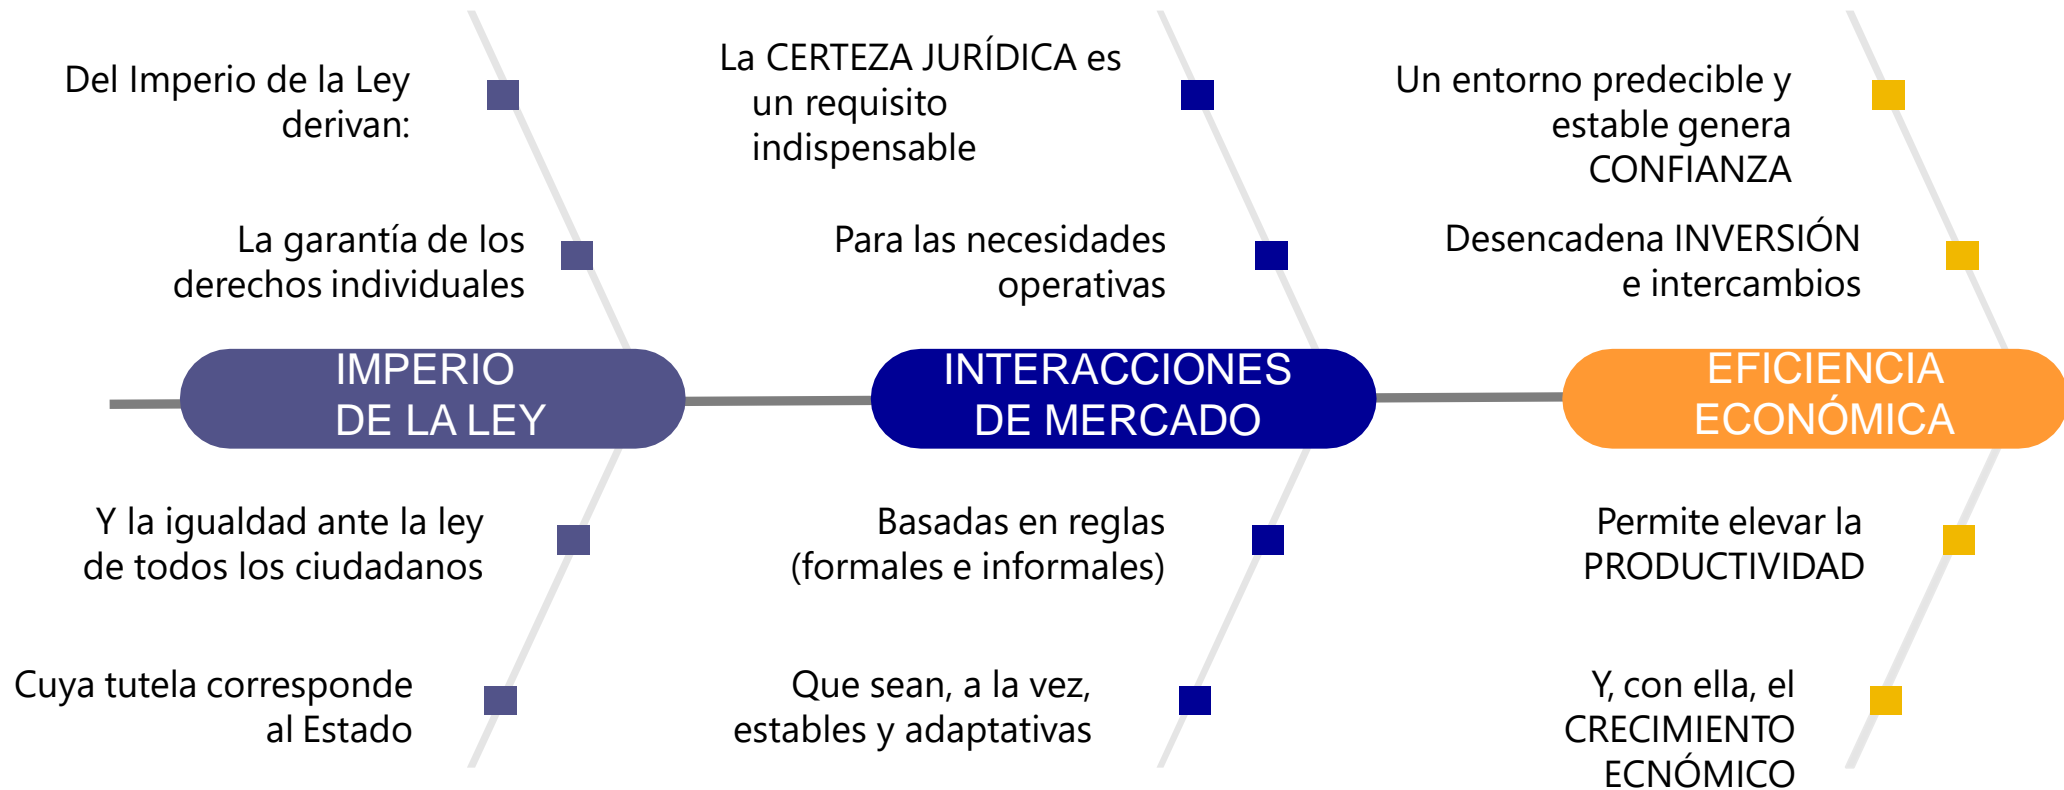 Del Imperio de la Ley
derivan:
La garantía de los
derechos individuales
IMPERIO
DE LA LEY
Y la igualdad ante la ley
de todos los ciudadanos
Cuya tutela corresponde
al Estado
La CERTEZA JURÍDICA es
un requisito
indispensable
Para las necesidades
operativas
INTERACCIONES
DE MERCADO
Basadas en reglas
(formales e informales)
Que sean, a la vez,
estables y adaptativas
Un entorno predecible y
estable genera
CONFIANZA
Desencadena INVERSIÓN
e intercambios
EFICIENCIA
ECONÓMICA
Permite elevar la
PRODUCTIVIDAD
Y, con ella, el
CRECIMIENTO
ECNÓMICO